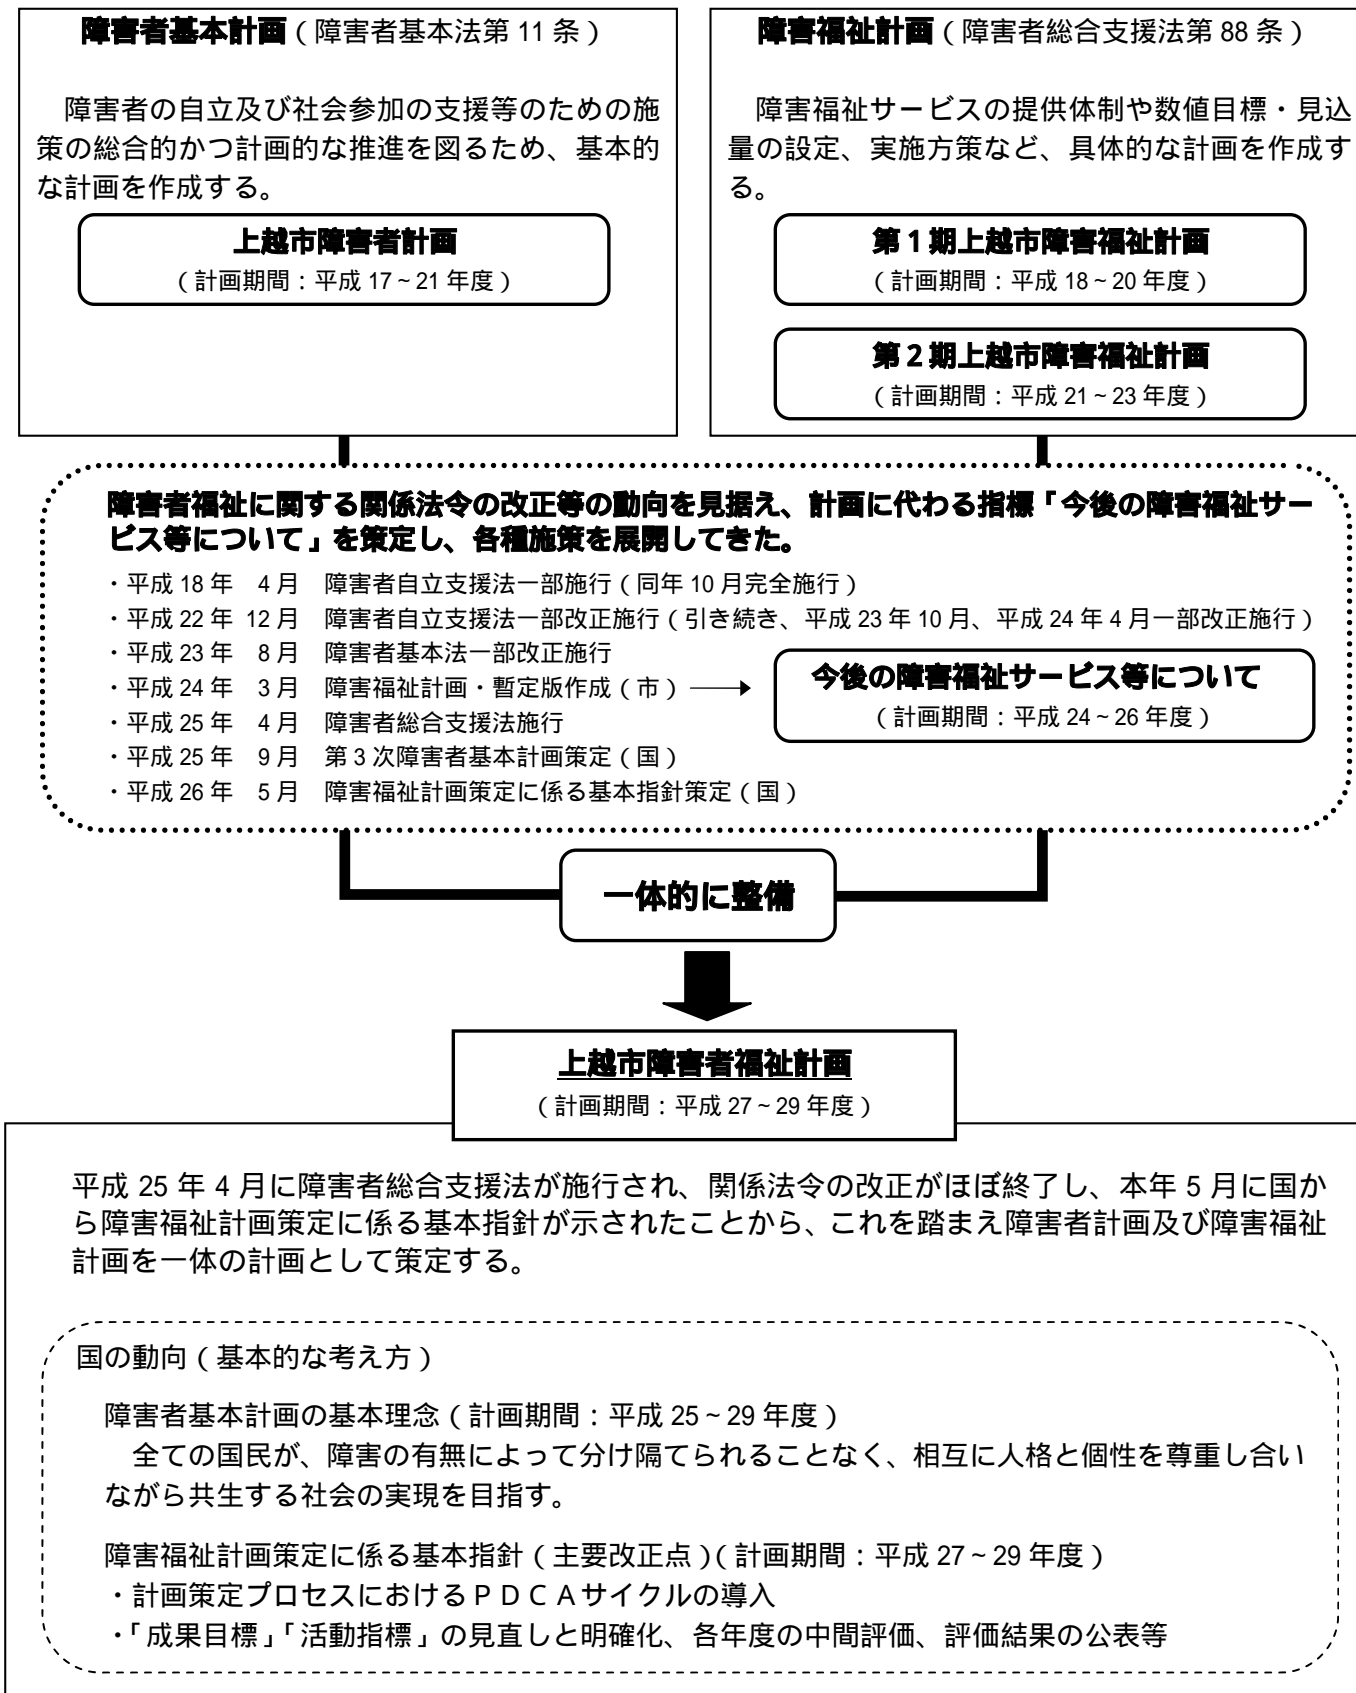 障害者基本計画（障害者基本法第 11 条）
障害者の自立及び社会参加の支援等のための施
策の総合的かつ計画的な推進を図るため、基本的
な計画を作成する。
上越市障害者計画
（計画期間：平成 17～21 年度）
障害福祉計画（障害者総合支援法第 88 条）
障害福祉サービスの提供体制や数値目標・見込
量の設定、実施方策など、具体的な計画を作成す
る。
第１期上越市障害福祉計画
（計画期間：平成 18～20 年度）
第２期上越市障害福祉計画
（計画期間：平成 21～23 年度）
障害者福祉に関する関係法令の改正等の動向を見据え、計画に代わる指標「今後の障害福祉サー
ビス等について」を策定し、各種施策を展開してきた。
・平成 18 年　4 月　障害者自立支援法一部施行（同年 10 月完全施行）
・平成 22 年 12 月　障害者自立支援法一部改正施行（引き続き、平成 23 年 10 月、平成 24 年 4 月一部改正施行）
・平成 23 年　8 月　障害者基本法一部改正施行
・平成 24 年　3 月　障害福祉計画・暫定版作成（市）
・平成 25 年　4 月　障害者総合支援法施行
・平成 25 年　9 月　第 3 次障害者基本計画策定（国）
・平成 26 年　5 月　障害福祉計画策定に係る基本指針策定（国）
今後の障害福祉サービス等について
（計画期間：平成 24～26 年度）
一体的に整備
上越市障害者福祉計画
（計画期間：平成 27～29 年度）
平成 25 年 4 月に障害者総合支援法が施行され、関係法令の改正がほぼ終了し、本年 5 月に国か
ら障害福祉計画策定に係る基本指針が示されたことから、これを踏まえ障害者計画及び障害福祉
計画を一体の計画として策定する。
国の動向（基本的な考え方）
障害者基本計画の基本理念（計画期間：平成 25～29 年度）
全ての国民が、障害の有無によって分け隔てられることなく、相互に人格と個性を尊重し合い
ながら共生する社会の実現を目指す。
障害福祉計画策定に係る基本指針（主要改正点）（計画期間：平成 27～29 年度）
・計画策定プロセスにおけるＰＤＣＡサイクルの導入
・「成果目標」「活動指標」の見直しと明確化、各年度の中間評価、評価結果の公表等